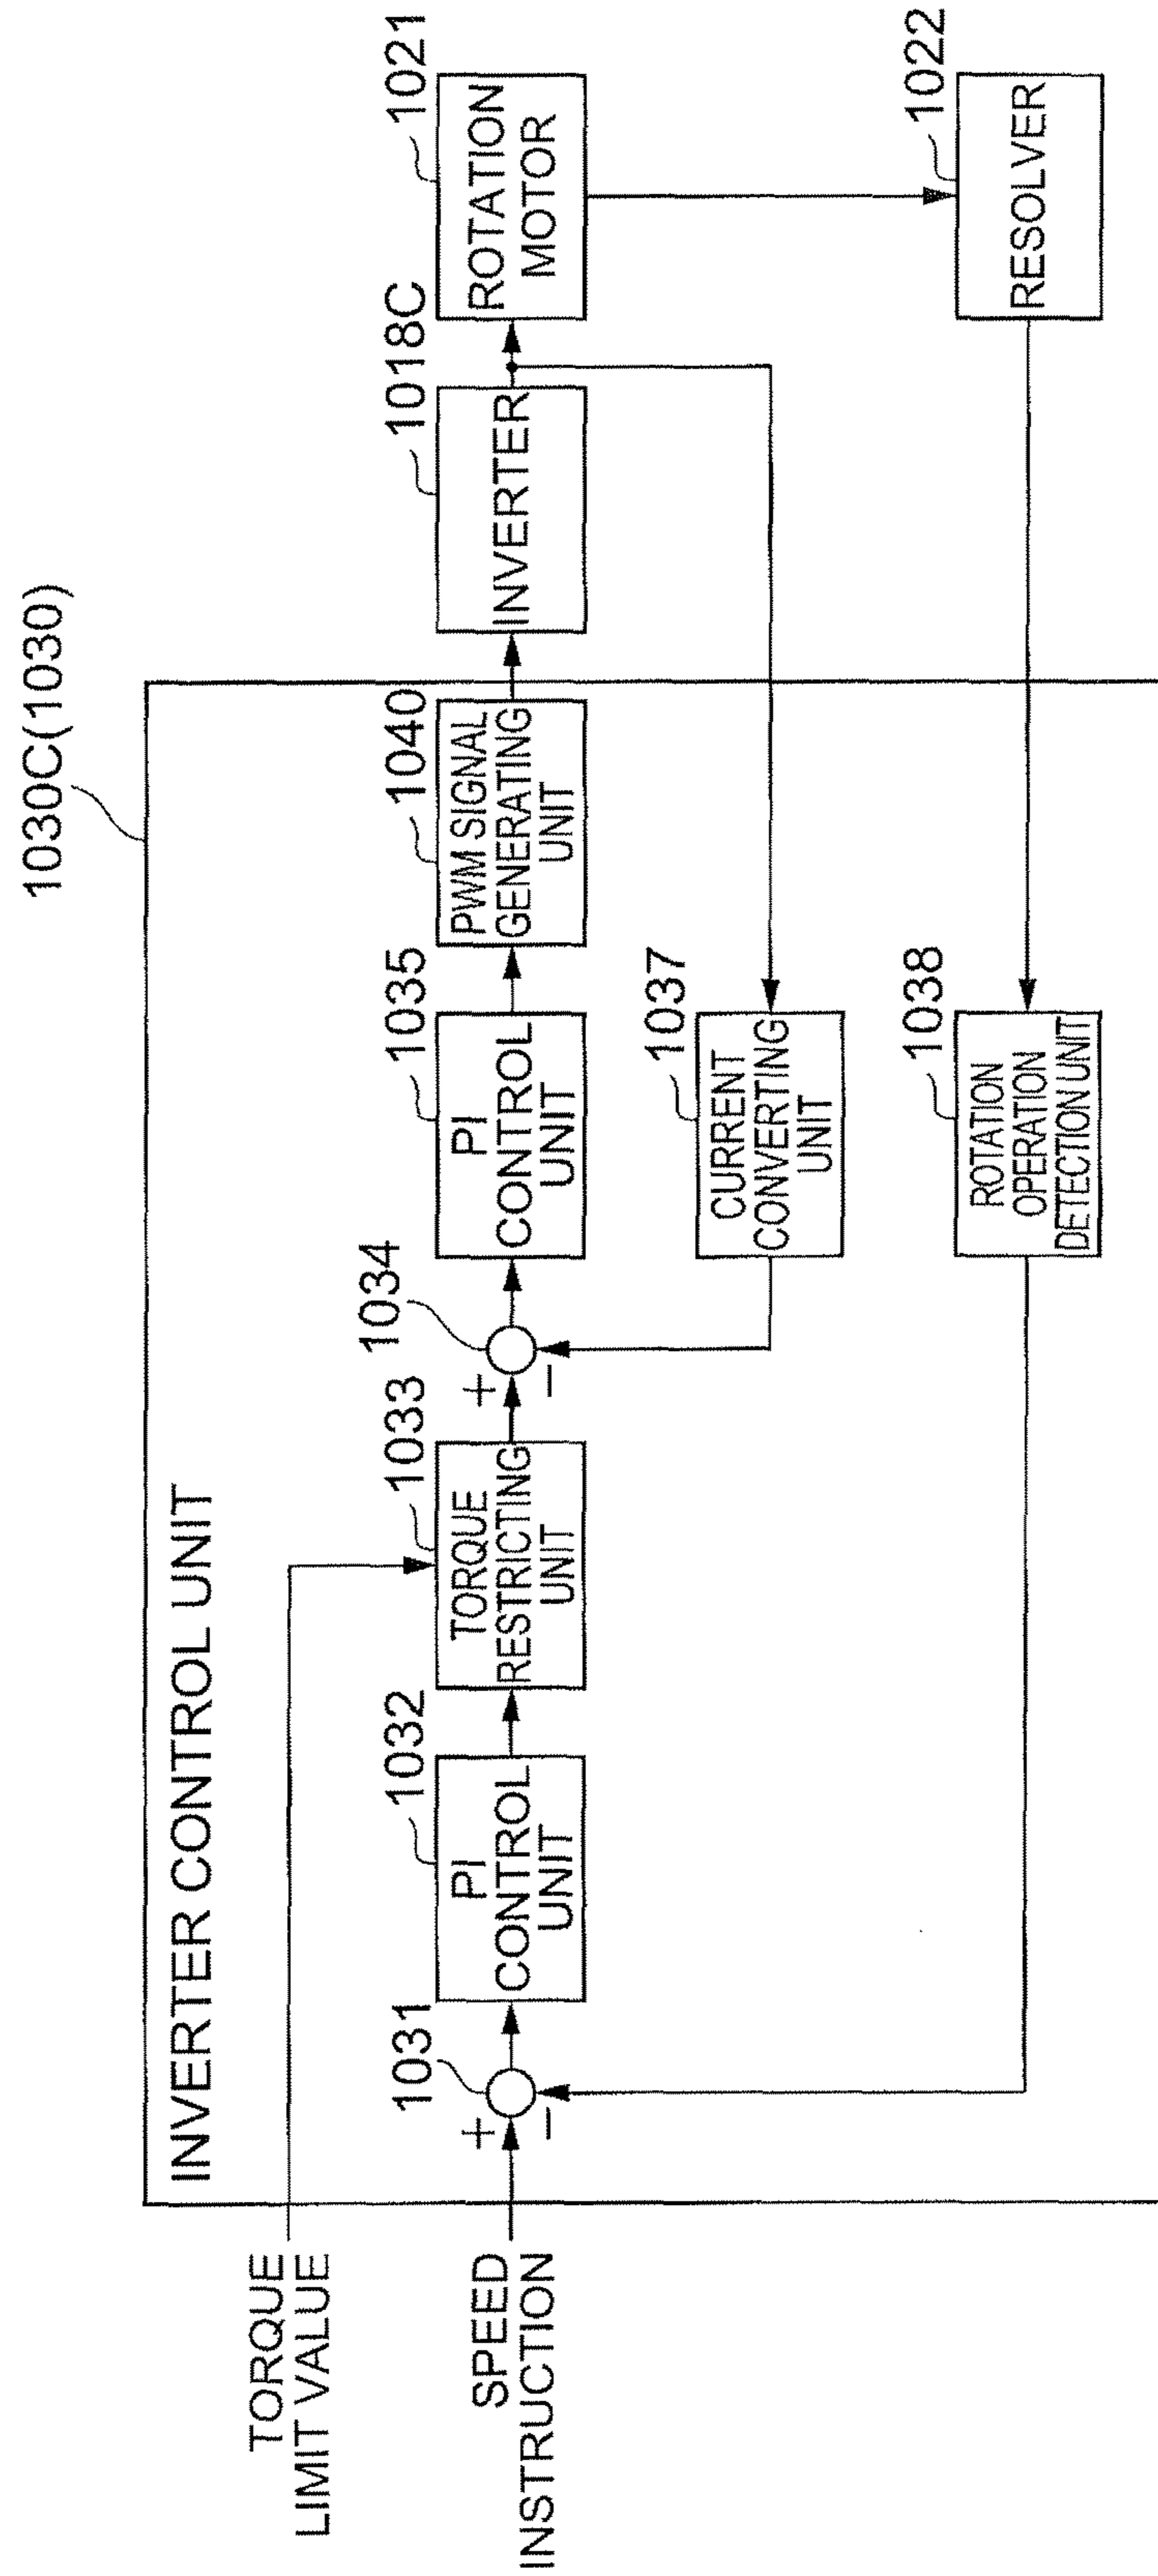 1030C(1030)
INVERTER CONTROL UNIT
TORQUE
LIMIT VALUE
SPEED
INSTRUCTION
+
−
1031
1032
PI
CONTROL
UNIT
1033
TORQUE
RESTRICTING
UNIT
+
−
1034
1035
PI
CONTROL
UNIT
1040
PWM SIGNAL
GENERATING
UNIT
1018C
INVERTER
1021
ROTATION
MOTOR
1037
CURRENT
CONVERTING
UNIT
1038
ROTATION
OPERATION
DETECTION UNIT
1022
RESOLVER